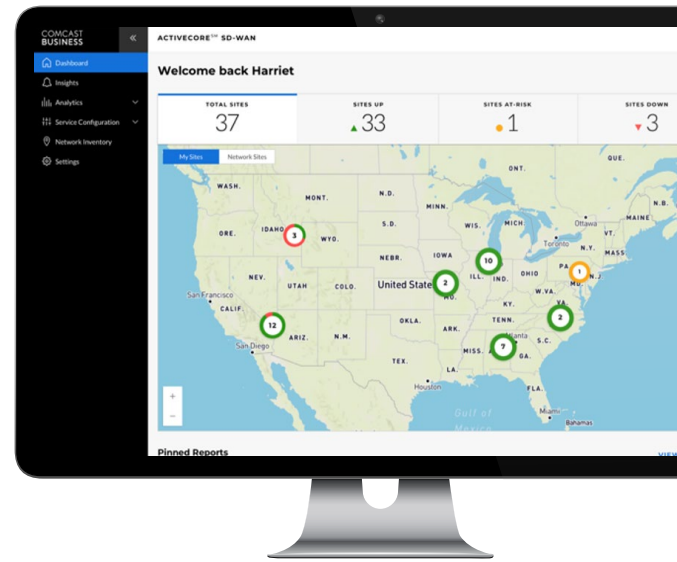 COMCAST
BUSINESS
«
ACTIVECORE℠ SD-WAN
Dashboard
Insights
Analytics
Service Configuration
Network Inventory
Settings
Welcome back Harriet
TOTAL SITES
37
SITES UP
▲33
SITES AT-RISK
●1
SITES DOWN
▼3
My Sites
Network Sites
ONT.
QUE.
WASH.
MONT.
N.D.
MINN.
N.B.
MAINE
ORE.
IDAHO
3
WYO.
S.D.
WIS.
MICH.
Ottawa
VT.
Toronto
N.Y.
MASS
NEBR.
IOWA
10
PA.
1
N.J.
NEV.
UTAH
COLO.
United State
2
ILL.
IND.
OHIO
MD.
MO.
W.VA.
San Francisco
CALIF.
KY.
VA.
12
ARIZ.
N.M.
OKLA.
ARK.
TENN.
2
San Diego
MISS.
7
GA.
S.C.
TEX.
LA.
Houston
FLA.
+
−
Gulf of
Mexico
Miami
Bahamas
Pinned Reports
VIEW